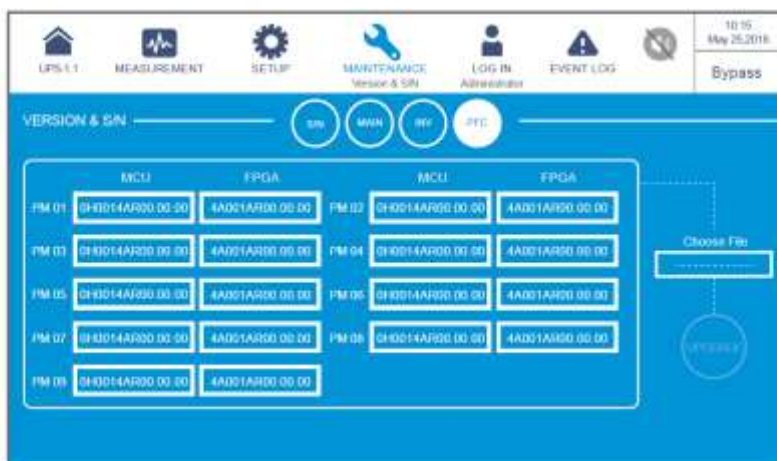 10:15
May 25,2018
UPS-1.1 MEASUREMENT SETUP MAINTENANCE LOG IN EVENT LOG
Version & S/N Administrator
Bypass
VERSION & S/N S/N MAIN INV PFC
MCU FPGA MCU FPGA
PM 01 0H0014AR00.00.00 4A001AR00.00.00 PM 02 0H0014AR00.00.00 4A001AR00.00.00
Choose File
PM 03 0H0014AR00.00.00 4A001AR00.00.00 PM 04 0H0014AR00.00.00 4A001AR00.00.00
PM 05 0H0014AR00.00.00 4A001AR00.00.00 PM 06 0H0014AR00.00.00 4A001AR00.00.00
PM 07 0H0014AR00.00.00 4A001AR00.00.00 PM 08 0H0014AR00.00.00 4A001AR00.00.00
PM 09 0H0014AR00.00.00 4A001AR00.00.00